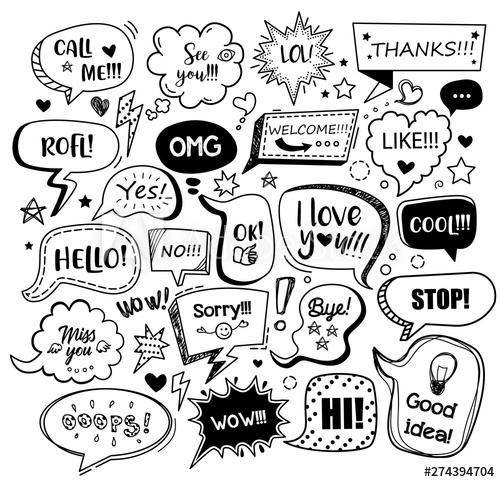 CALL
ME!!!
See
you!!!
LOL!
THANKS!!!
ROFL!
OMG
WELCOME!!!!
LIKE!!!
Yes!
OK!
I love
you!!!
COOL!!!
HELLO!
NO!!!
STOP!
WOW!
Sorry!!!
Bye!
Miss
you
OOOPS!
WOW!!!
HI!
Good
idea!
#274394704